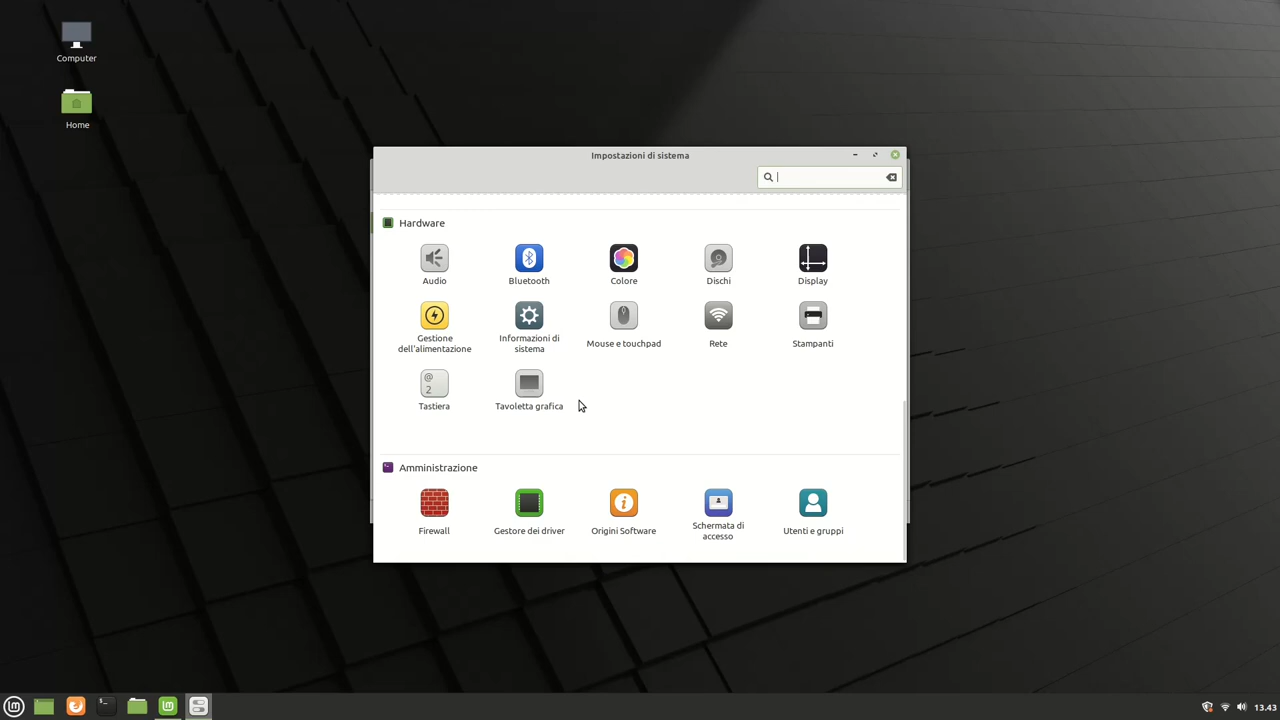 Computer
Home
Impostazioni di sistema
Hardware
Audio
Bluetooth
Colore
Dischi
Display
Gestione
dell'alimentazione
Informazioni di
sistema
Mouse e touchpad
Rete
Stampanti
@
2
Tastiera
Tavoletta grafica
Amministrazione
Firewall
Gestore dei driver
Origini Software
Schermata di
accesso
Utenti e gruppi
13.43